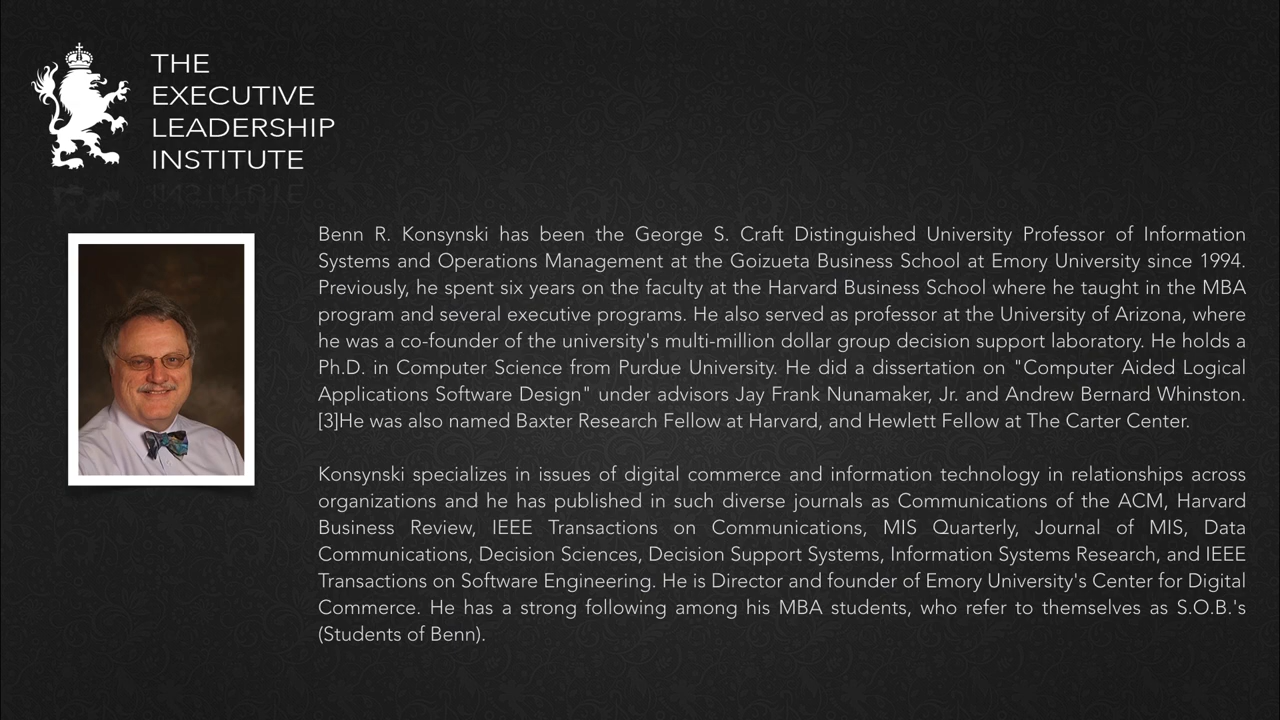 THE
EXECUTIVE
LEADERSHIP
INSTITUTE
Benn R. Konsynski has been the George S. Craft Distinguished University Professor of Information
Systems and Operations Management at the Goizueta Business School at Emory University since 1994.
Previously, he spent six years on the faculty at the Harvard Business School where he taught in the MBA
program and several executive programs. He also served as professor at the University of Arizona, where
he was a co-founder of the university's multi-million dollar group decision support laboratory. He holds a
Ph.D. in Computer Science from Purdue University. He did a dissertation on "Computer Aided Logical
Applications Software Design" under advisors Jay Frank Nunamaker, Jr. and Andrew Bernard Whinston.
[3]He was also named Baxter Research Fellow at Harvard, and Hewlett Fellow at The Carter Center.
Konsynski specializes in issues of digital commerce and information technology in relationships across
organizations and he has published in such diverse journals as Communications of the ACM, Harvard
Business Review, IEEE Transactions on Communications, MIS Quarterly, Journal of MIS, Data
Communications, Decision Sciences, Decision Support Systems, Information Systems Research, and IEEE
Transactions on Software Engineering. He is Director and founder of Emory University's Center for Digital
Commerce. He has a strong following among his MBA students, who refer to themselves as S.O.B.'s
(Students of Benn).